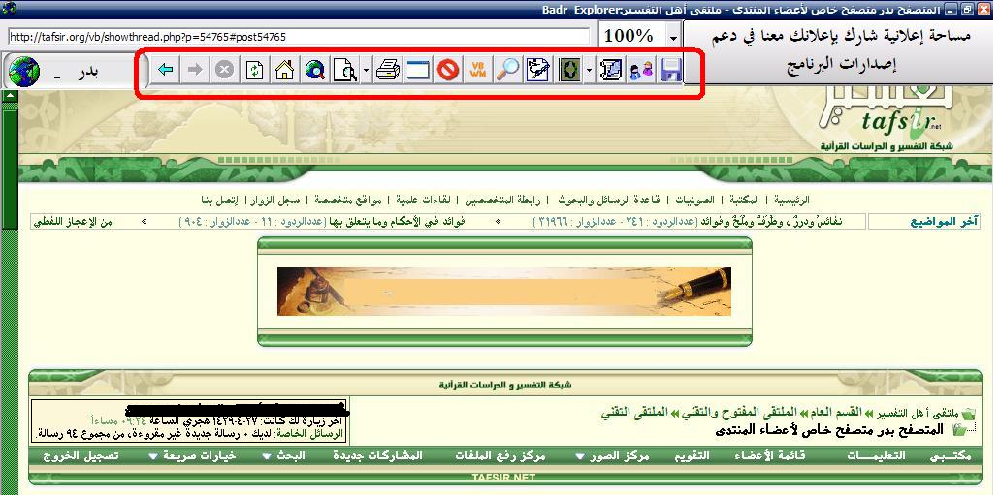 المتصفح بدر متصفح خاص لأعضاء المنتدى - ملتقى أهل التفسير:Badr_Explorer
http://tafsir.org/vb/showthread.php?p=54765#post54765
100%
مساحة إعلانية شارك بإعلانك معنا في دعم
إصدارات البرنامج
بدر _
VB
WM
تفسير
tafsir.net
شبكة التفسير و الدراسات القرآنية
الرئيسية | المكتبة | الصوتيات | قاعدة الرسائل والبحوث | رابطة المتخصصين | لقاءات علمية | مواقع متخصصة | سجل الزوار | إتصل بنا
آخر المواضيع
نفائسُ ودررٌ ، وطُرَفٌ ومُلَحٌ وفوائد (عددالردود : ٢٤١ - عددالزوار : ٣١٩٦٦ ) » فوائد في الأحكام وما يتعلق بها (عددالردود : ١١ - عددالزوار : ٩٠٤ ) » من الإعجاز اللفظي
شبكة التفسير و الدراسات القرآنية
ملتقى أهل التفسير > القسم العام > الملتقى المفتوح والتقني > الملتقى التقني
المتصفح بدر متصفح خاص لأعضاء المنتدى
آخر زيارة لك كانت: ٢٧-٤-١٤٢٩ هجري الساعة ٠٩:٢٤ مساءاً
الرسائل الخاصة: لديك ٠ رسالة جديدة غير مقروءة، من مجموع ٩٤ رسالة.
مكتبي التعليمـــات قائمة الأعضاء التقويم مركز الصور مركز رفع الملفات المشاركات جديدة البحث خيارات سريعة تسجيل الخروج
TAFSIR.NET